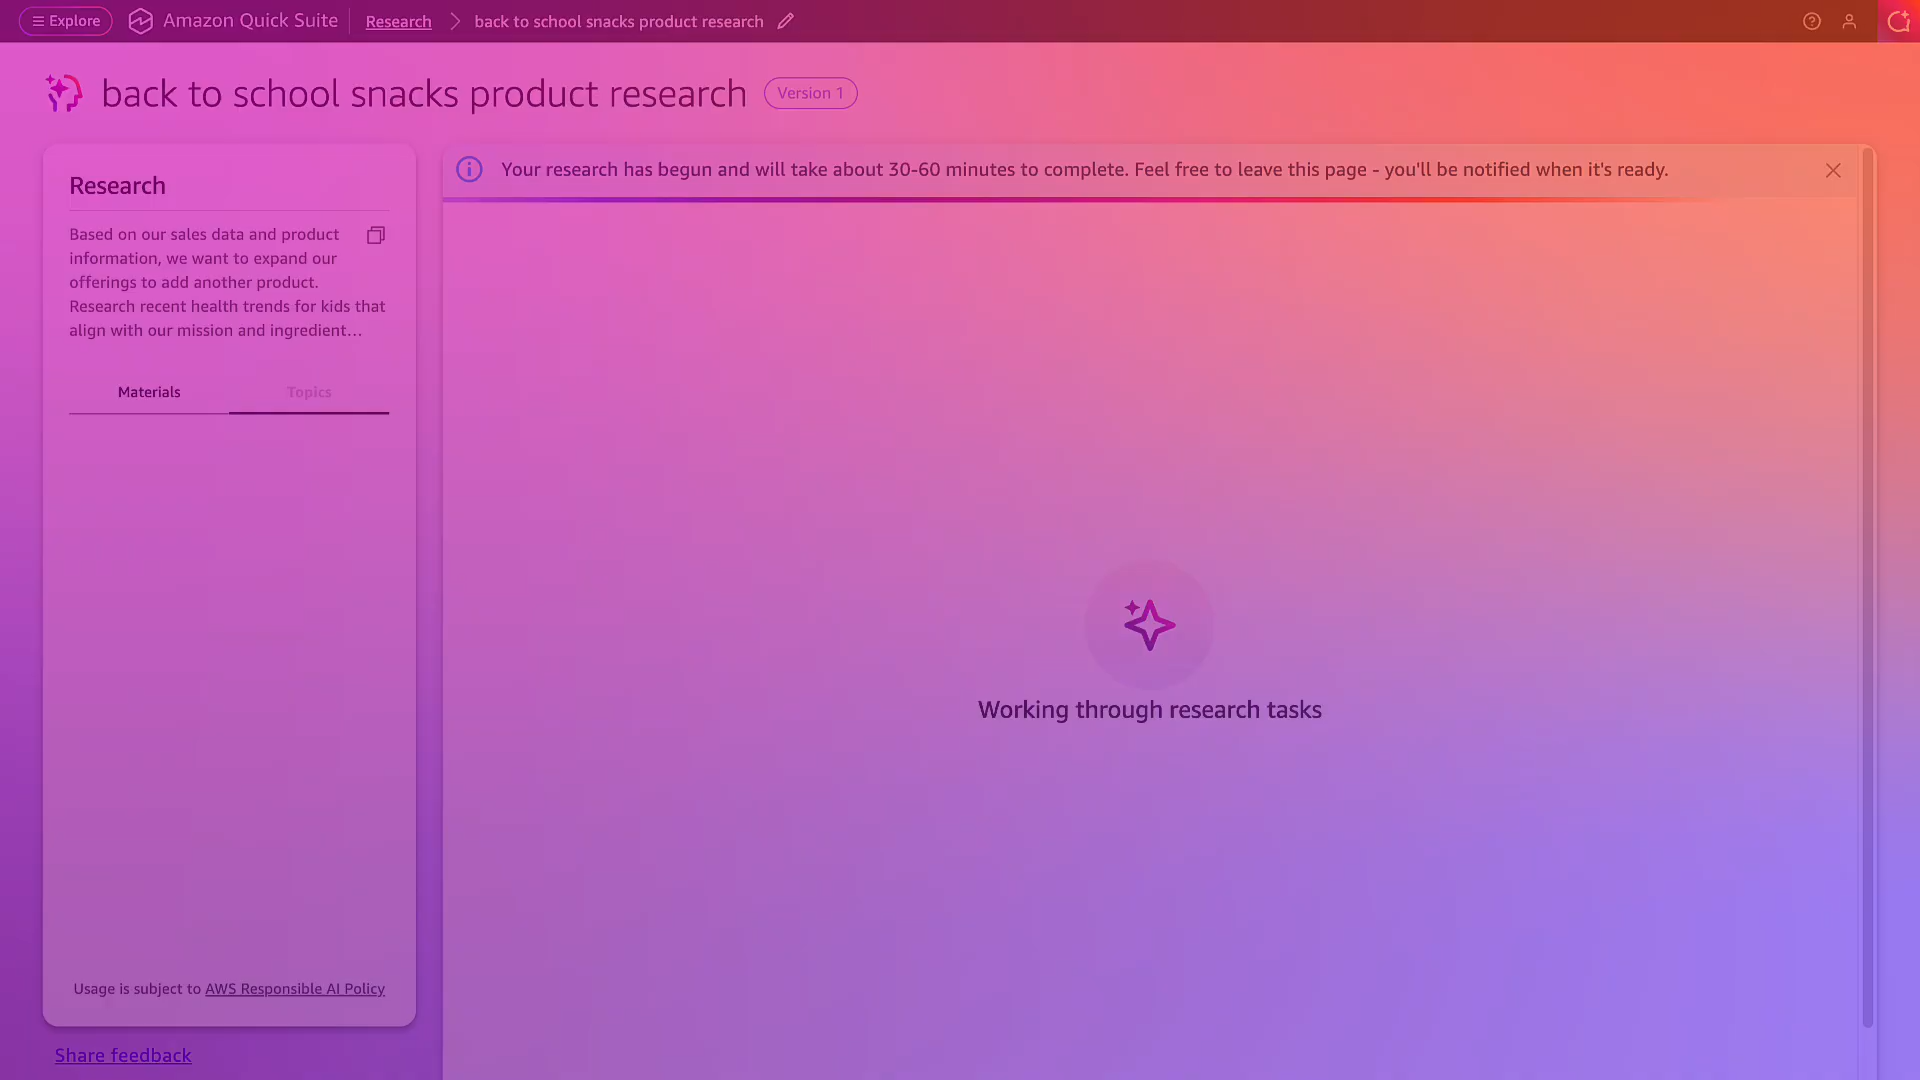 Explore
Amazon Quick Suite
Research
back to school snacks product research
back to school snacks product research
Version 1
Research
Based on our sales data and product
information, we want to expand our
offerings to add another product.
Research recent health trends for kids that
align with our mission and ingredient...
Materials
Topics
Usage is subject to AWS Responsible AI Policy
Share feedback
Your research has begun and will take about 30-60 minutes to complete. Feel free to leave this page - you'll be notified when it's ready.
Working through research tasks